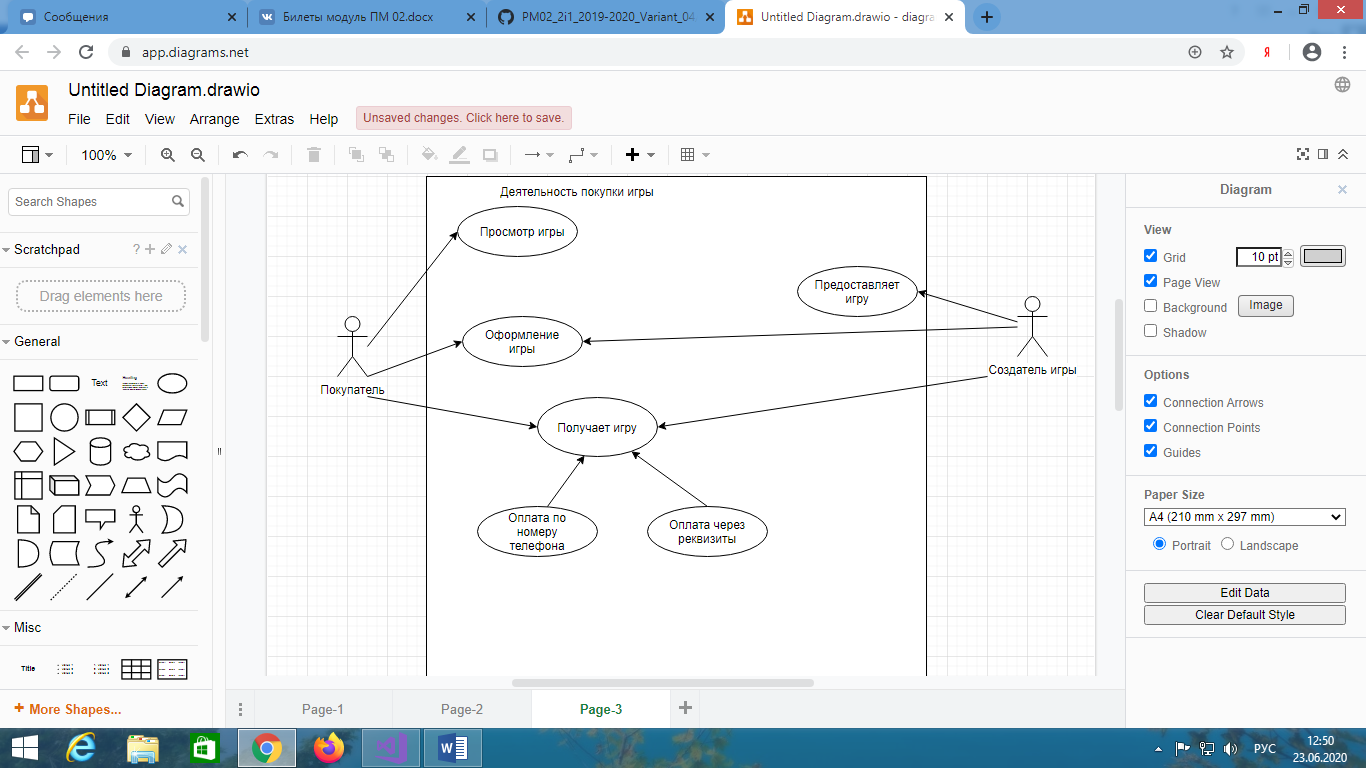 Сообщения
Билеты модуль ПМ 02.docx
PM02_2i1_2019-2020_Variant_04
Untitled Diagram.drawio - diagra
app.diagrams.net
Я
Untitled Diagram.drawio
File Edit View Arrange Extras Help
Unsaved changes. Click here to save.
100%
Search Shapes
Scratchpad
?
Drag elements here
General
Text
Heading
Misc
Title
More Shapes...
Деятельность покупки игры
Просмотр игры
Предоставляет
игру
Оформление
игры
Покупатель
Создатель игры
Получает игру
Оплата по
номеру
телефона
Оплата через
реквизиты
Page-1
Page-2
Page-3
Diagram
View
Grid
10 pt
Page View
Background
Image
Shadow
Options
Connection Arrows
Connection Points
Guides
Paper Size
A4 (210 mm x 297 mm)
Portrait
Landscape
Edit Data
Clear Default Style
РУС
12:50
23.06.2020